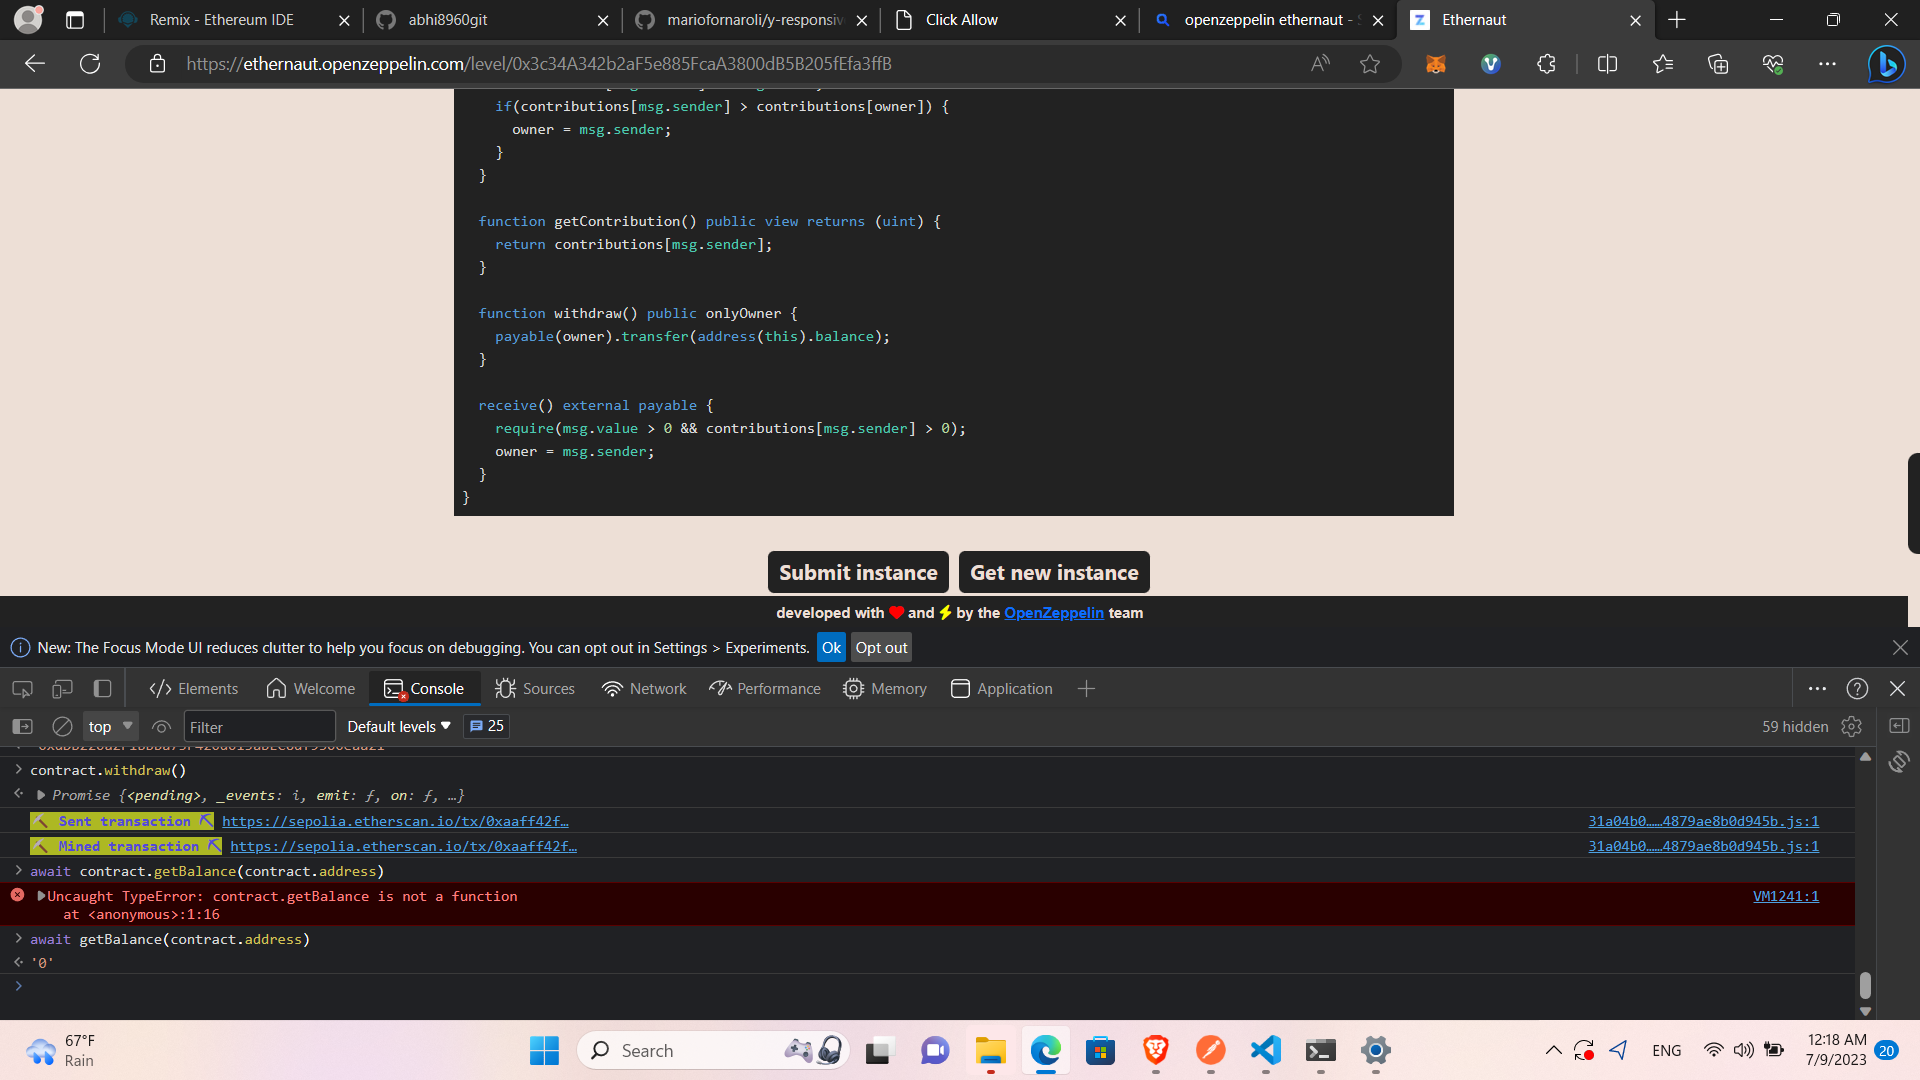 Remix - Ethereum IDE
abhi8960git
mariofornaroli/y-responsiv
Click Allow
openzeppelin ethernaut -
Ethernaut
https://ethernaut.openzeppelin.com/level/0x3c34A342b2aF5e885FcaA3800dB5B205fEfa3ffB
if(contributions[msg.sender] > contributions[owner]) {
owner = msg.sender;
}
}
function getContribution() public view returns (uint) {
return contributions[msg.sender];
}
function withdraw() public onlyOwner {
payable(owner).transfer(address(this).balance);
}
receive() external payable {
require(msg.value > 0 && contributions[msg.sender] > 0);
owner = msg.sender;
}
}
Submit instance
Get new instance
developed with ❤ and ⚡ by the OpenZeppelin team
New: The Focus Mode UI reduces clutter to help you focus on debugging. You can opt out in Settings > Experiments. Ok Opt out
Elements Welcome Console Sources Network Performance Memory Application
top Filter Default levels 25 59 hidden
contract.withdraw()
Promise {<pending>, _events: i, emit: ƒ, on: ƒ, …}
Sent transaction https://sepolia.etherscan.io/tx/0xaaff42f… 31a04b0……4879ae8b0d945b.js:1
Mined transaction https://sepolia.etherscan.io/tx/0xaaff42f… 31a04b0……4879ae8b0d945b.js:1
await contract.getBalance(contract.address)
Uncaught TypeError: contract.getBalance is not a function VM1241:1
at <anonymous>:1:16
await getBalance(contract.address)
'0'
67°F
Rain
Search
ENG
12:18 AM
7/9/2023
20